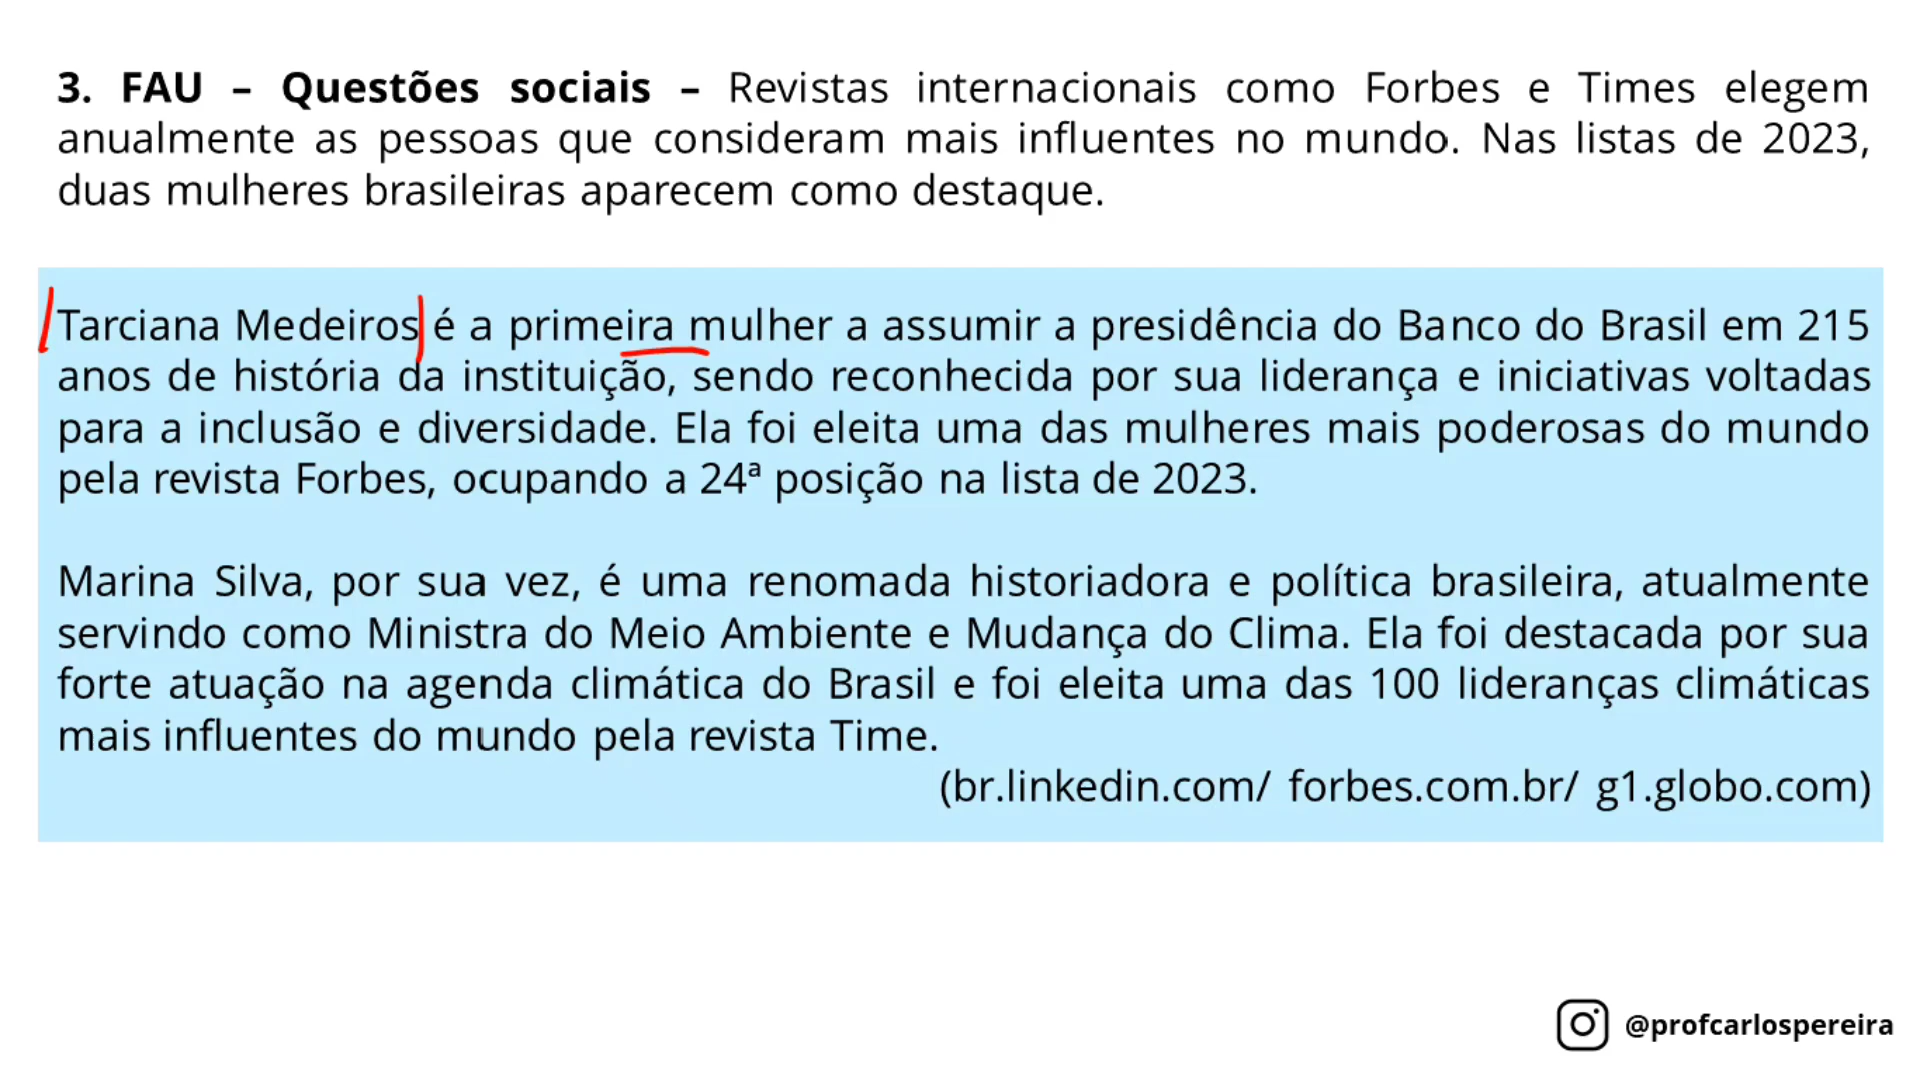 3. FAU – Questões sociais – Revistas internacionais como Forbes e Times elegem
anualmente as pessoas que consideram mais influentes no mundo. Nas listas de 2023,
duas mulheres brasileiras aparecem como destaque.
Tarciana Medeiros é a primeira mulher a assumir a presidência do Banco do Brasil em 215
anos de história da instituição, sendo reconhecida por sua liderança e iniciativas voltadas
para a inclusão e diversidade. Ela foi eleita uma das mulheres mais poderosas do mundo
pela revista Forbes, ocupando a 24ª posição na lista de 2023.
Marina Silva, por sua vez, é uma renomada historiadora e política brasileira, atualmente
servindo como Ministra do Meio Ambiente e Mudança do Clima. Ela foi destacada por sua
forte atuação na agenda climática do Brasil e foi eleita uma das 100 lideranças climáticas
mais influentes do mundo pela revista Time.
(br.linkedin.com/ forbes.com.br/ g1.globo.com)
@profcarlospereira